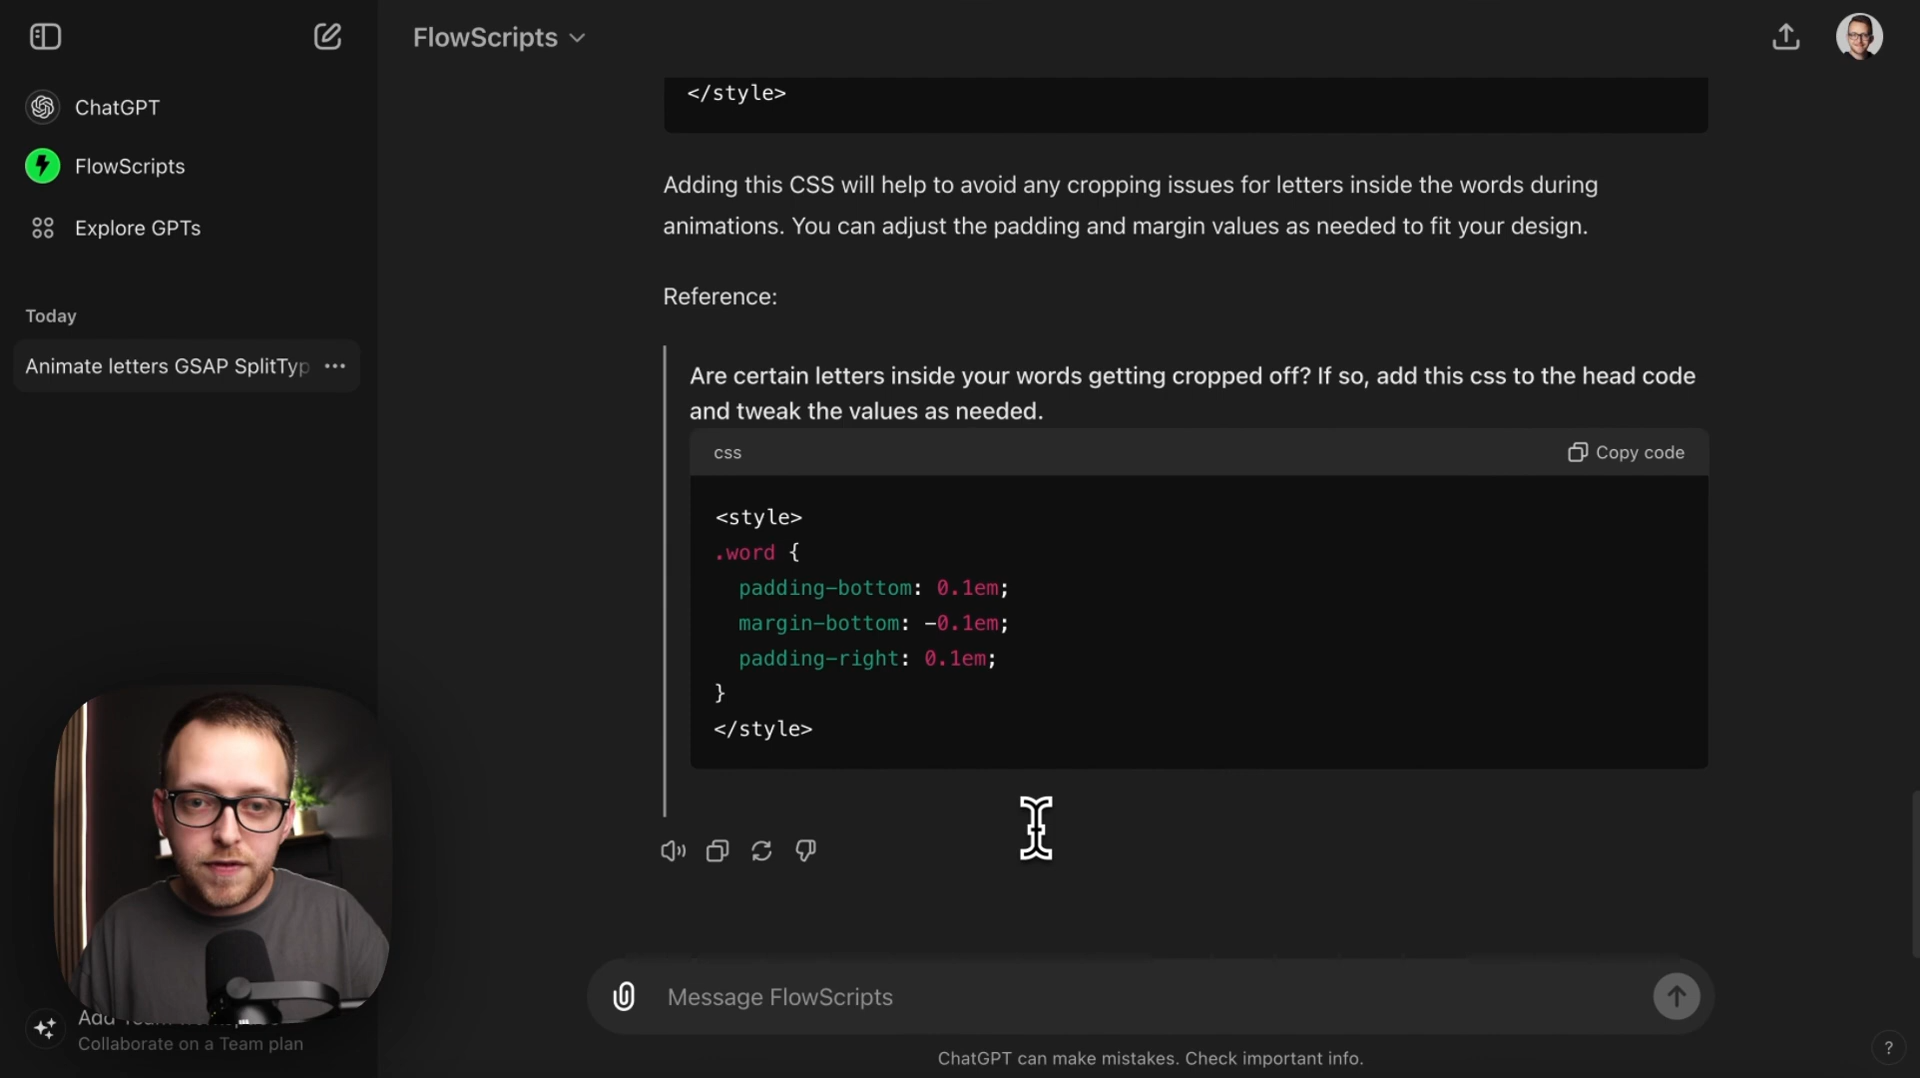 FlowScripts
ChatGPT
FlowScripts
Explore GPTs
Today
Animate letters GSAP SplitTyp
</style>
Adding this CSS will help to avoid any cropping issues for letters inside the words during
animations. You can adjust the padding and margin values as needed to fit your design.
Reference:
Are certain letters inside your words getting cropped off? If so, add this css to the head code
and tweak the values as needed.
css
Copy code
<style>
.word {
padding-bottom: 0.1em;
margin-bottom: -0.1em;
padding-right: 0.1em;
}
</style>
Add
Collaborate on a Team plan
Message FlowScripts
ChatGPT can make mistakes. Check important info.
?